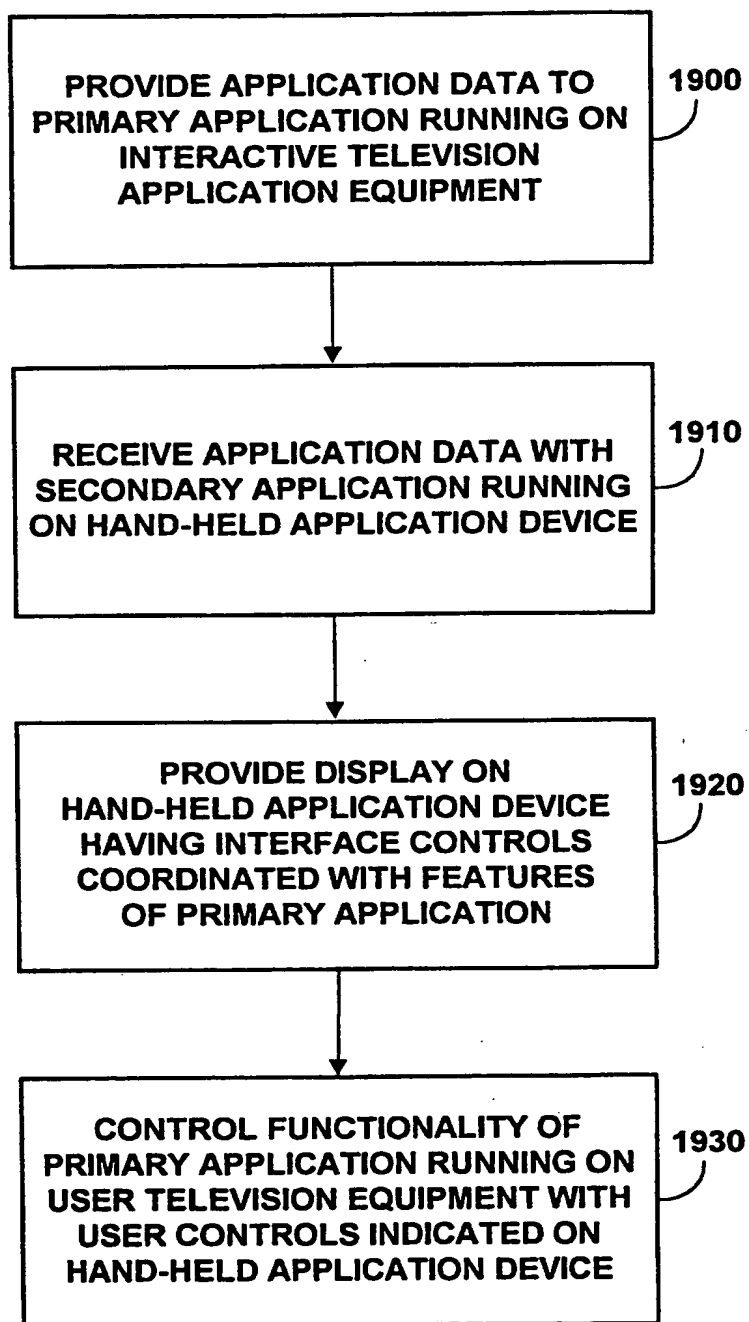 PROVIDE APPLICATION DATA TO
PRIMARY APPLICATION RUNNING ON
INTERACTIVE TELEVISION
APPLICATION EQUIPMENT
1900
RECEIVE APPLICATION DATA WITH
SECONDARY APPLICATION RUNNING
ON HAND-HELD APPLICATION DEVICE
1910
PROVIDE DISPLAY ON
HAND-HELD APPLICATION DEVICE
HAVING INTERFACE CONTROLS
COORDINATED WITH FEATURES
OF PRIMARY APPLICATION
1920
CONTROL FUNCTIONALITY OF
PRIMARY APPLICATION RUNNING ON
USER TELEVISION EQUIPMENT WITH
USER CONTROLS INDICATED ON
HAND-HELD APPLICATION DEVICE
1930